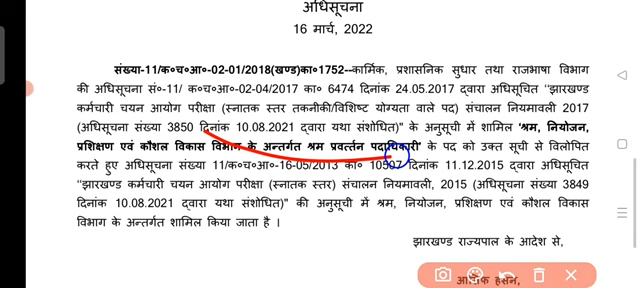 अधिसूचना
16 मार्च, 2022
संख्या-11/क०च०आ०-02-01/2018(खण्ड)का०1752--कार्मिक, प्रशासनिक सुधार तथा राजभाषा विभाग
की अधिसूचना सं०-11/ क०च०आ०-02-04/2017 का० 6474 दिनांक 24.05.2017 द्वारा अधिसूचित "झारखण्ड
कर्मचारी चयन आयोग परीक्षा (स्नातक स्तर तकनीकी/विशिष्ट योग्यता वाले पद) संचालन नियमावली 2017
(अधिसूचना संख्या 3850 दिनांक 10.08.2021 द्वारा यथा संशोधित)" के अनुसूची में शामिल 'श्रम, नियोजन,
प्रशिक्षण एवं कौशल विकास विभाग के अन्तर्गत श्रम प्रवर्त्तन पदाधिकारी' के पद को उक्त सूची से विलोपित
करते हुए अधिसूचना संख्या 11/क०च०आ०-16-05/2013 का० 10507 दिनांक 11.12.2015 द्वारा अधिसूचित
"झारखण्ड कर्मचारी चयन आयोग परीक्षा (स्नातक स्तर) संचालन नियमावली, 2015 (अधिसूचना संख्या 3849
दिनांक 10.08.2021 द्वारा यथा संशोधित)" की अनुसूची में श्रम, नियोजन, प्रशिक्षण एवं कौशल विकास
विभाग के अन्तर्गत शामिल किया जाता है ।
झारखण्ड राज्यपाल के आदेश से,
हसन,